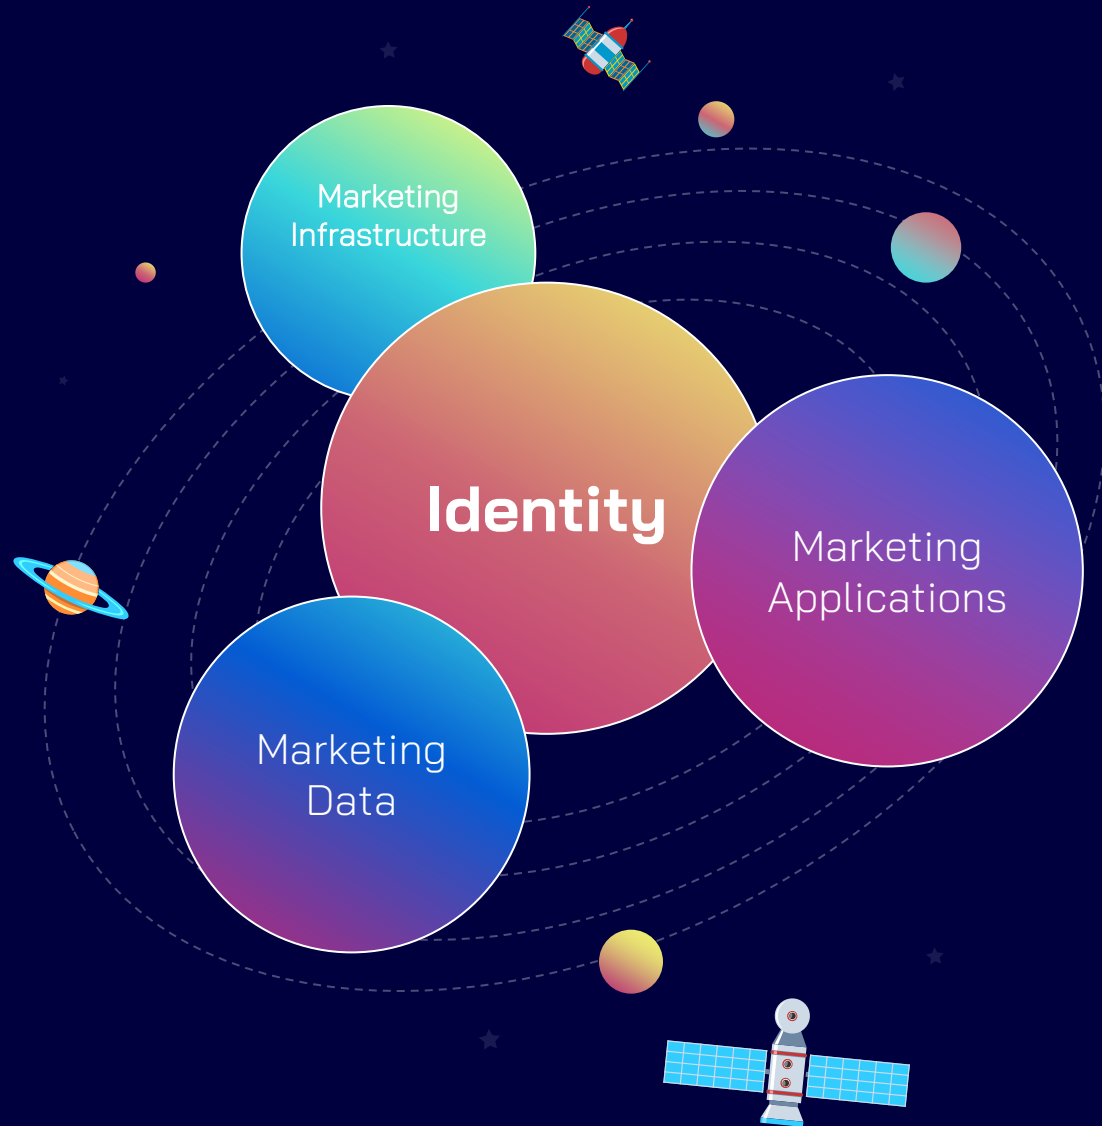 Marketing
Infrastructure
Identity
Marketing
Applications
Marketing
Data